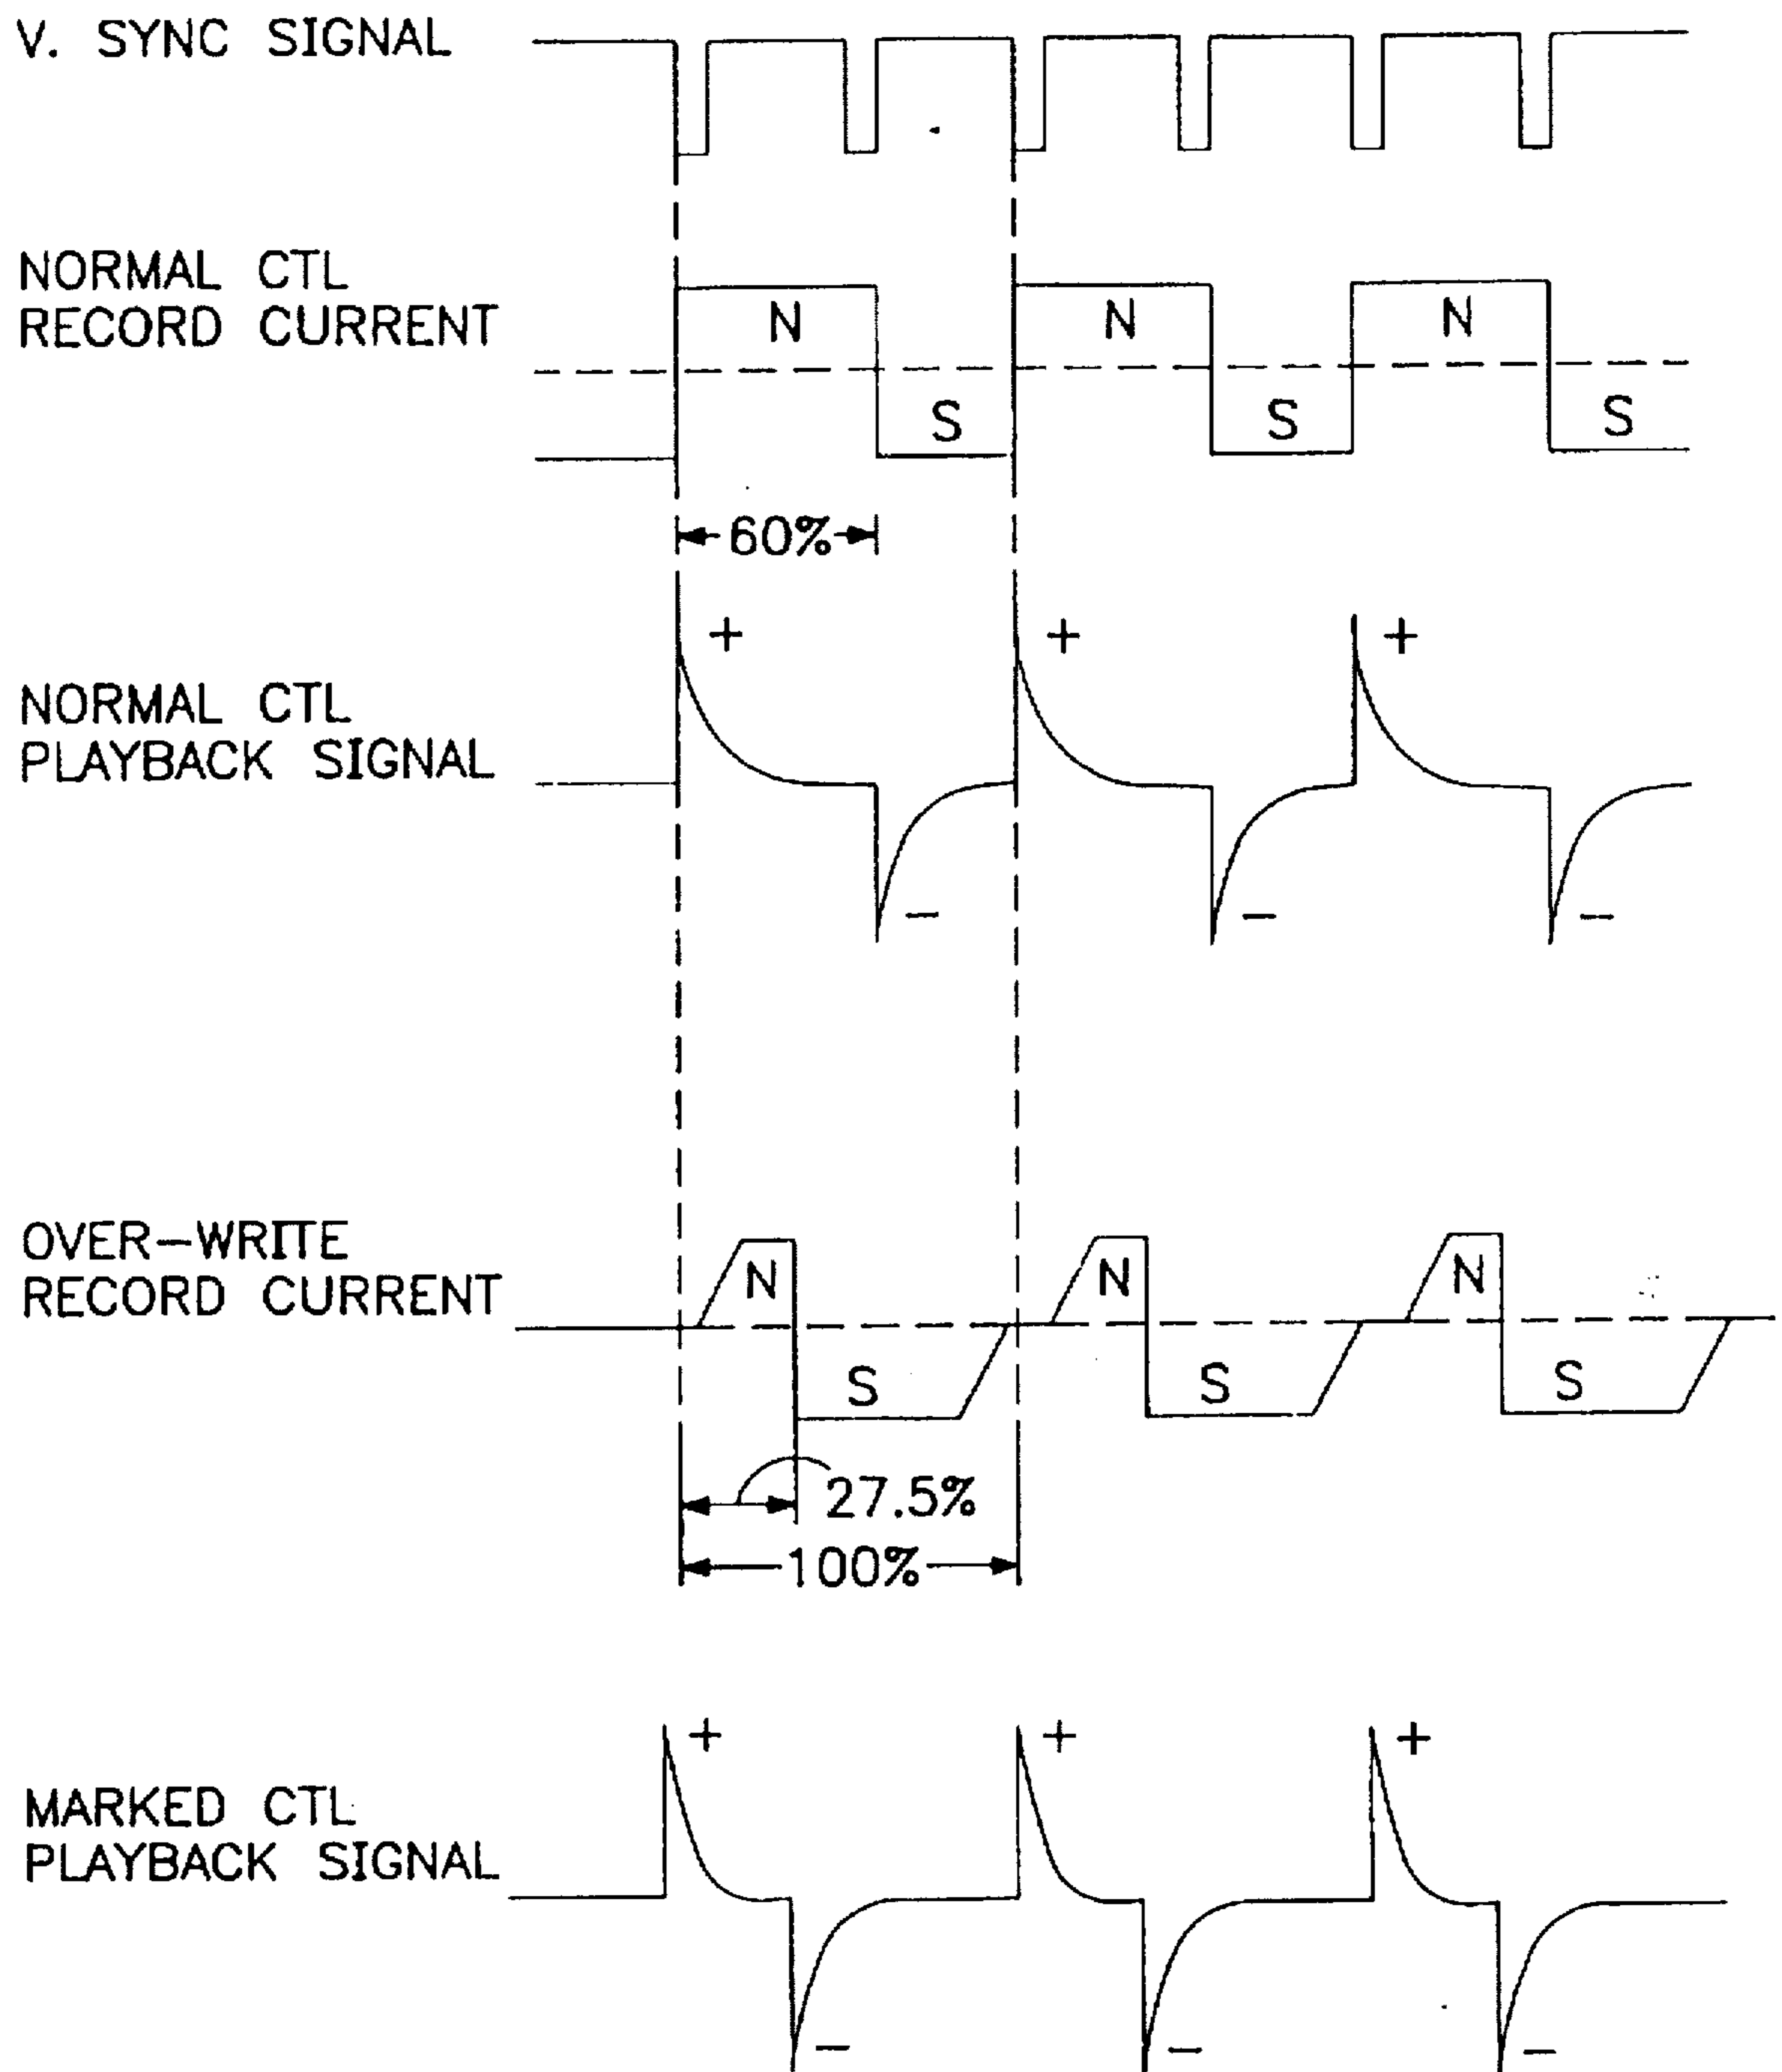 V. SYNC SIGNAL
NORMAL CTL
RECORD CURRENT
N N N
S S S
60%
+ + +
NORMAL CTL
PLAYBACK SIGNAL
− − −
OVER−WRITE
RECORD CURRENT
N N N
S S S
27.5%
100%
+ + +
MARKED CTL
PLAYBACK SIGNAL
− − −